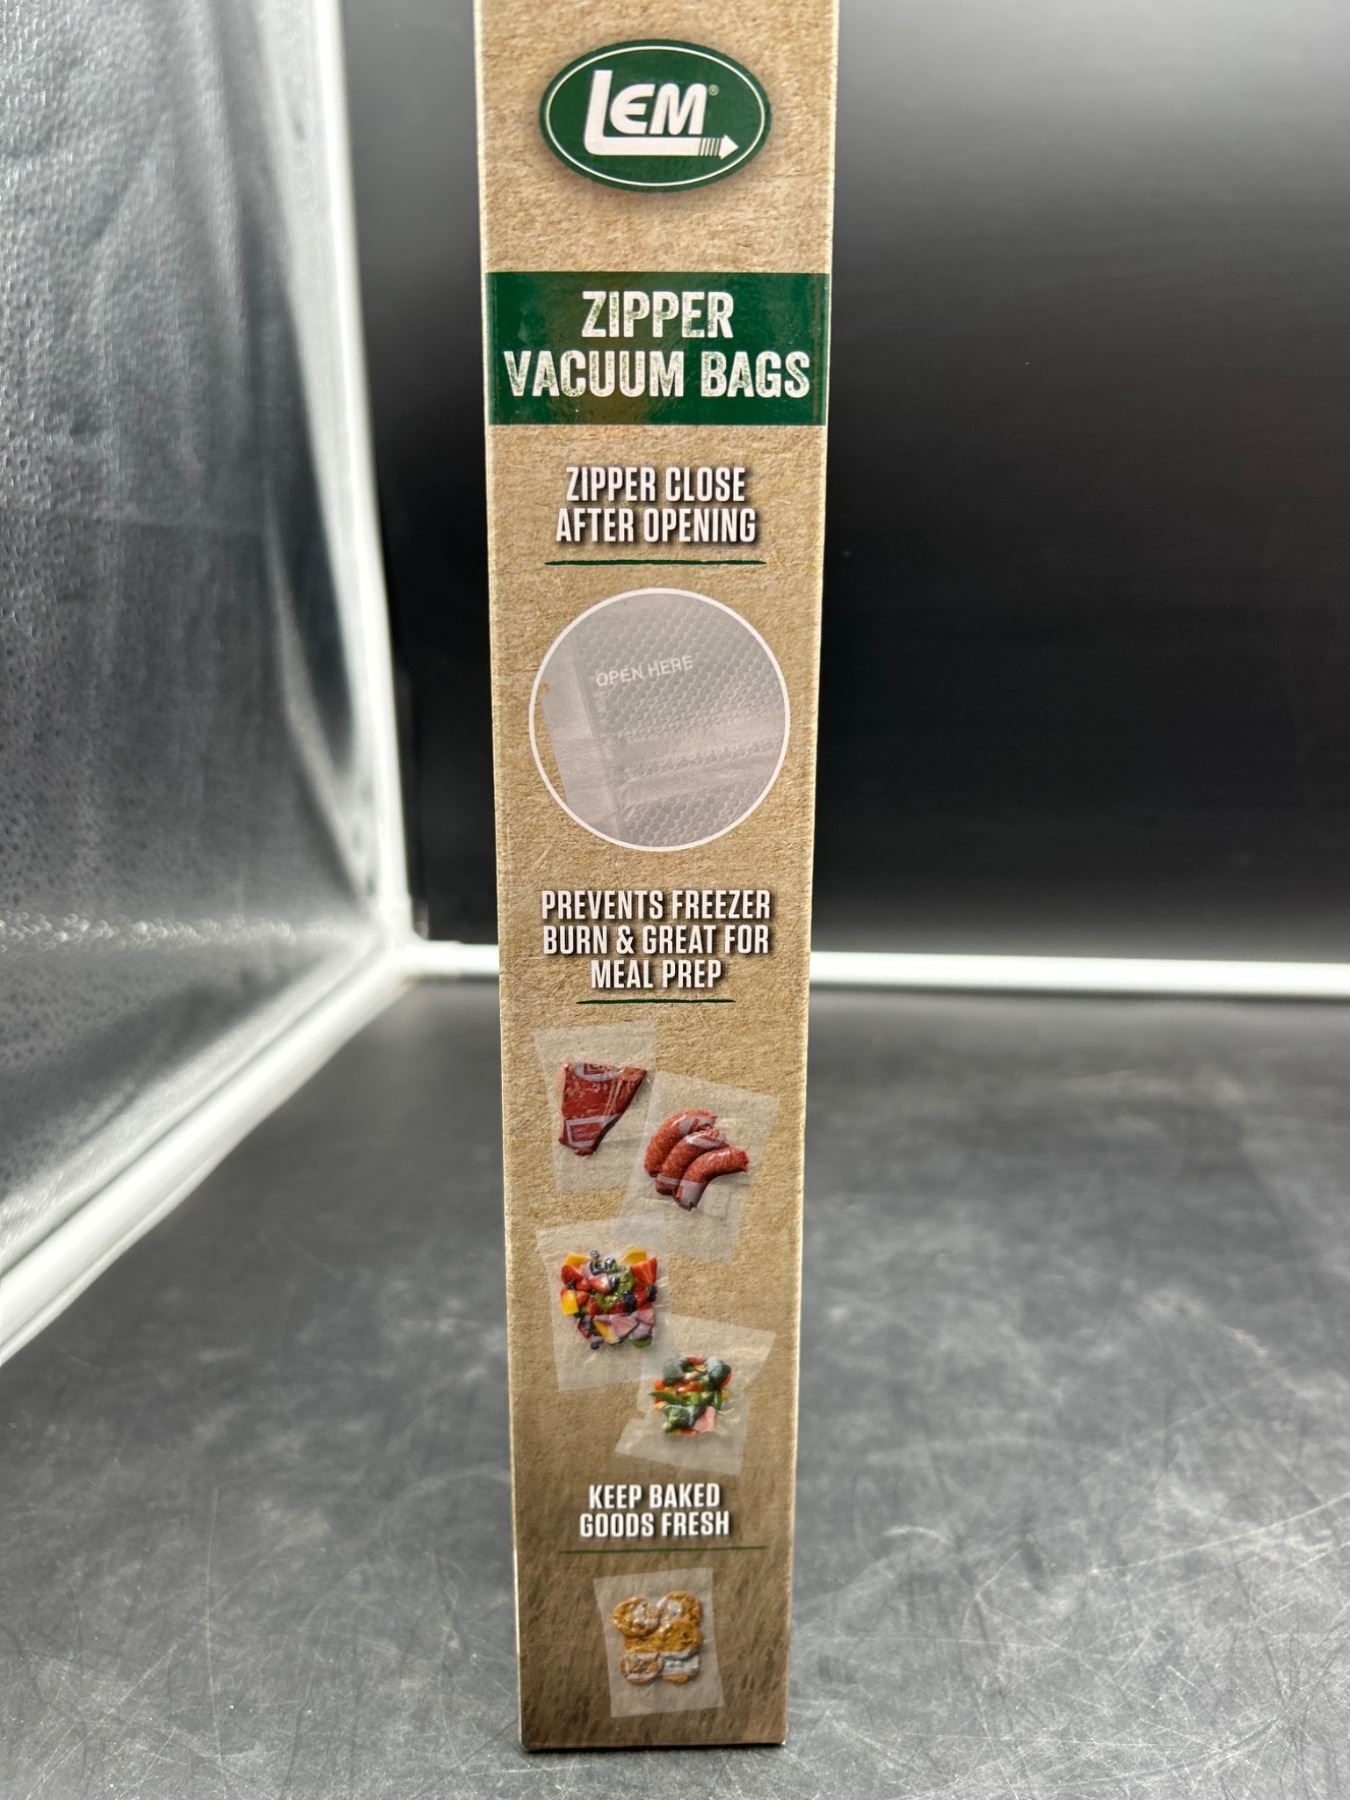 LEM®
ZIPPER
VACUUM BAGS
ZIPPER CLOSE
AFTER OPENING
OPEN HERE
PREVENTS FREEZER
BURN & GREAT FOR
MEAL PREP
LEM
KEEP BAKED
GOODS FRESH